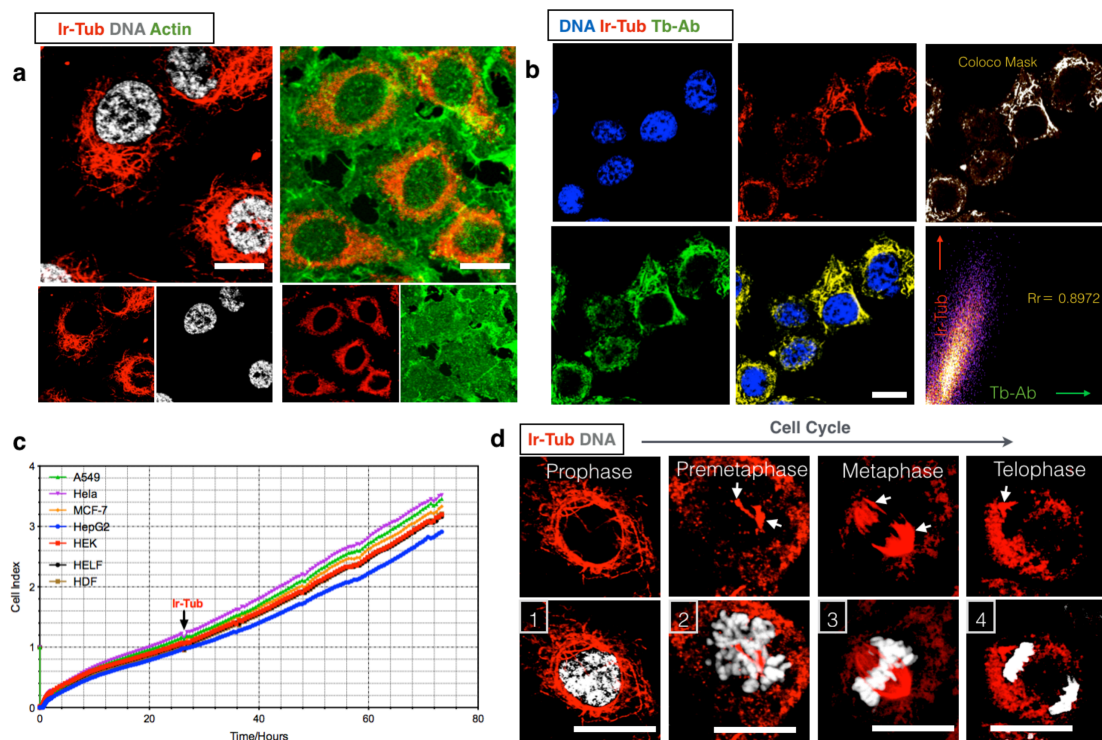 Ir-Tub DNA Actin
a
DNA Ir-Tub Tb-Ab
b
Coloco Mask
Ir-Tub
Rr = 0.8972
Tb-Ab
c
4
3
2
1
0
A549
Hela
MCF-7
HepG2
HEK
HELF
HDF
Ir-Tub
Cell Index
0 20 40 60 80
Time/Hours
d
Ir-Tub DNA
Cell Cycle
Prophase Premetaphase Metaphase Telophase
1 2 3 4